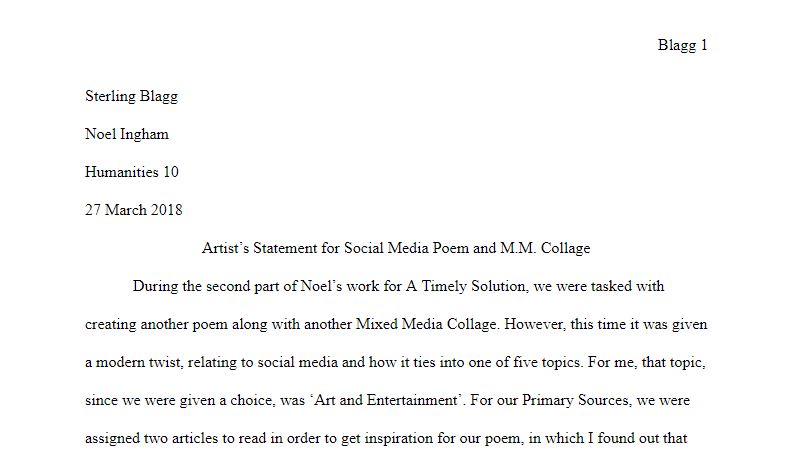 Blagg 1
Sterling Blagg
Noel Ingham
Humanities 10
27 March 2018
Artist’s Statement for Social Media Poem and M.M. Collage
During the second part of Noel’s work for A Timely Solution, we were tasked with
creating another poem along with another Mixed Media Collage. However, this time it was given
a modern twist, relating to social media and how it ties into one of five topics. For me, that topic,
since we were given a choice, was ‘Art and Entertainment’. For our Primary Sources, we were
assigned two articles to read in order to get inspiration for our poem, in which I found out that